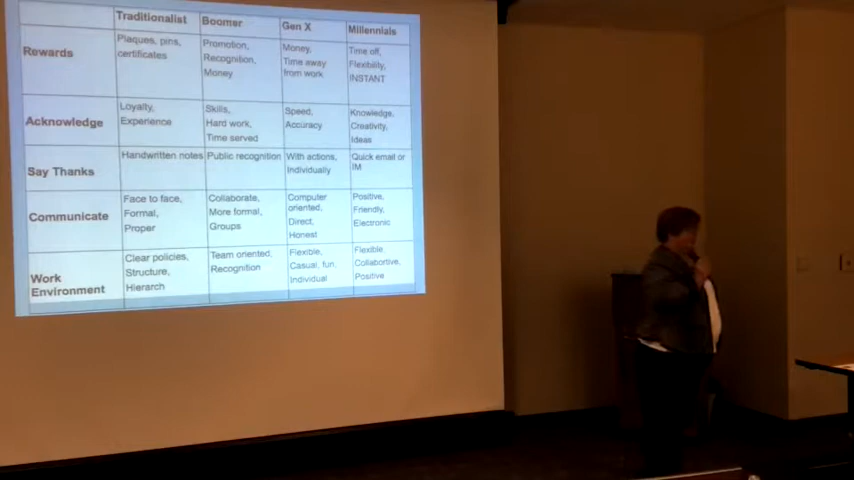 Traditionalist Boomer Gen X Millennials
Rewards
Plaques, pins,
certificates
Promotion,
Recognition,
Money
Money,
Time away
from work
Time off,
Flexibility,
INSTANT
Acknowledge
Loyalty,
Experience
Skills,
Hard work,
Time served
Speed,
Accuracy
Knowledge,
Creativity,
Ideas
Say Thanks
Handwritten notes
Public recognition
With actions,
Individually
Quick email or
IM
Communicate
Face to face,
Formal,
Proper
Collaborate,
More formal,
Groups
Computer
oriented,
Direct,
Honest
Positive,
Friendly,
Electronic
Work
Environment
Clear policies,
Structure,
Hierarch
Team oriented,
Recognition
Flexible,
Casual, fun,
Individual
Flexible,
Collabortive,
Positive